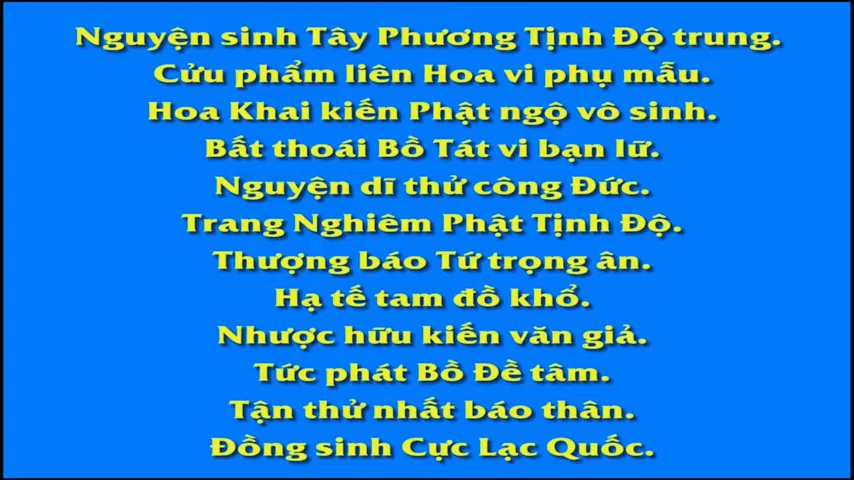 Nguyện sinh Tây Phương Tịnh Độ trung.
Cửu phẩm liên Hoa vi phụ mẫu.
Hoa Khai kiến Phật ngộ vô sinh.
Bất thoái Bồ Tát vi bạn lữ.
Nguyện dĩ thử công Đức.
Trang Nghiêm Phật Tịnh Độ.
Thượng báo Tứ trọng ân.
Hạ tế tam đồ khổ.
Nhược hữu kiến văn giả.
Tức phát Bồ Đề tâm.
Tận thử nhất báo thân.
Đồng sinh Cực Lạc Quốc.